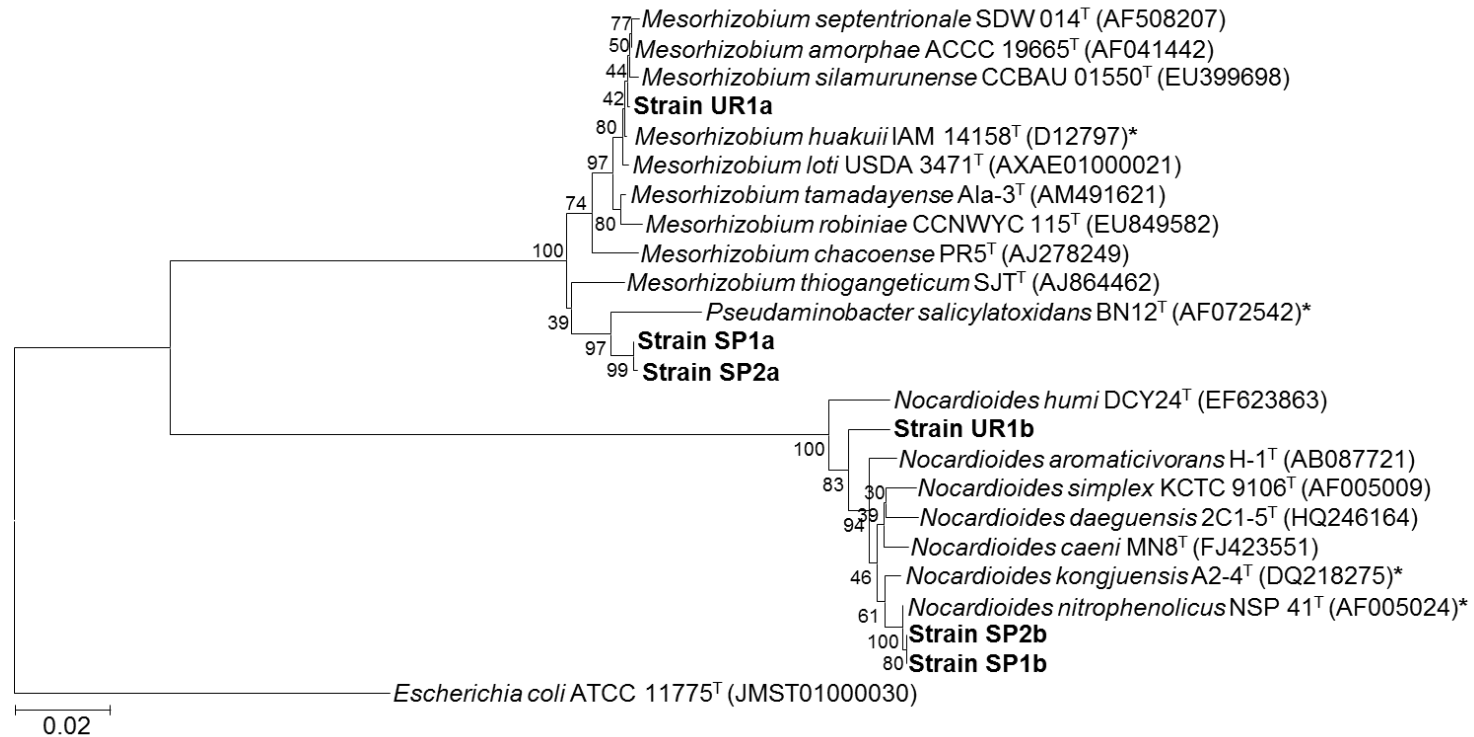 77 Mesorhizobium septentrionale SDW 014ᵀ (AF508207)
50 Mesorhizobium amorphae ACCC 19665ᵀ (AF041442)
44 Mesorhizobium silamurunense CCBAU 01550ᵀ (EU399698)
42 Strain UR1a
80 Mesorhizobium huakuii IAM 14158ᵀ (D12797)*
97 Mesorhizobium loti USDA 3471ᵀ (AXAE01000021)
Mesorhizobium tamadayense Ala-3ᵀ (AM491621)
74
80 Mesorhizobium robiniae CCNWYC 115ᵀ (EU849582)
100 Mesorhizobium chacoense PR5ᵀ (AJ278249)
Mesorhizobium thiogangeticum SJTᵀ (AJ864462)
Pseudaminobacter salicylatoxidans BN12ᵀ (AF072542)*
39
97 Strain SP1a
99 Strain SP2a
Nocardioides humi DCY24ᵀ (EF623863)
Strain UR1b
100
Nocardioides aromaticivorans H-1ᵀ (AB087721)
83
30 Nocardioides simplex KCTC 9106ᵀ (AF005009)
39 Nocardioides daeguensis 2C1-5ᵀ (HQ246164)
94
Nocardioides caeni MN8ᵀ (FJ423551)
46 Nocardioides kongjuensis A2-4ᵀ (DQ218275)*
61 Nocardioides nitrophenolicus NSP 41ᵀ (AF005024)*
100 Strain SP2b
80 Strain SP1b
Escherichia coli ATCC 11775ᵀ (JMST01000030)
0.02